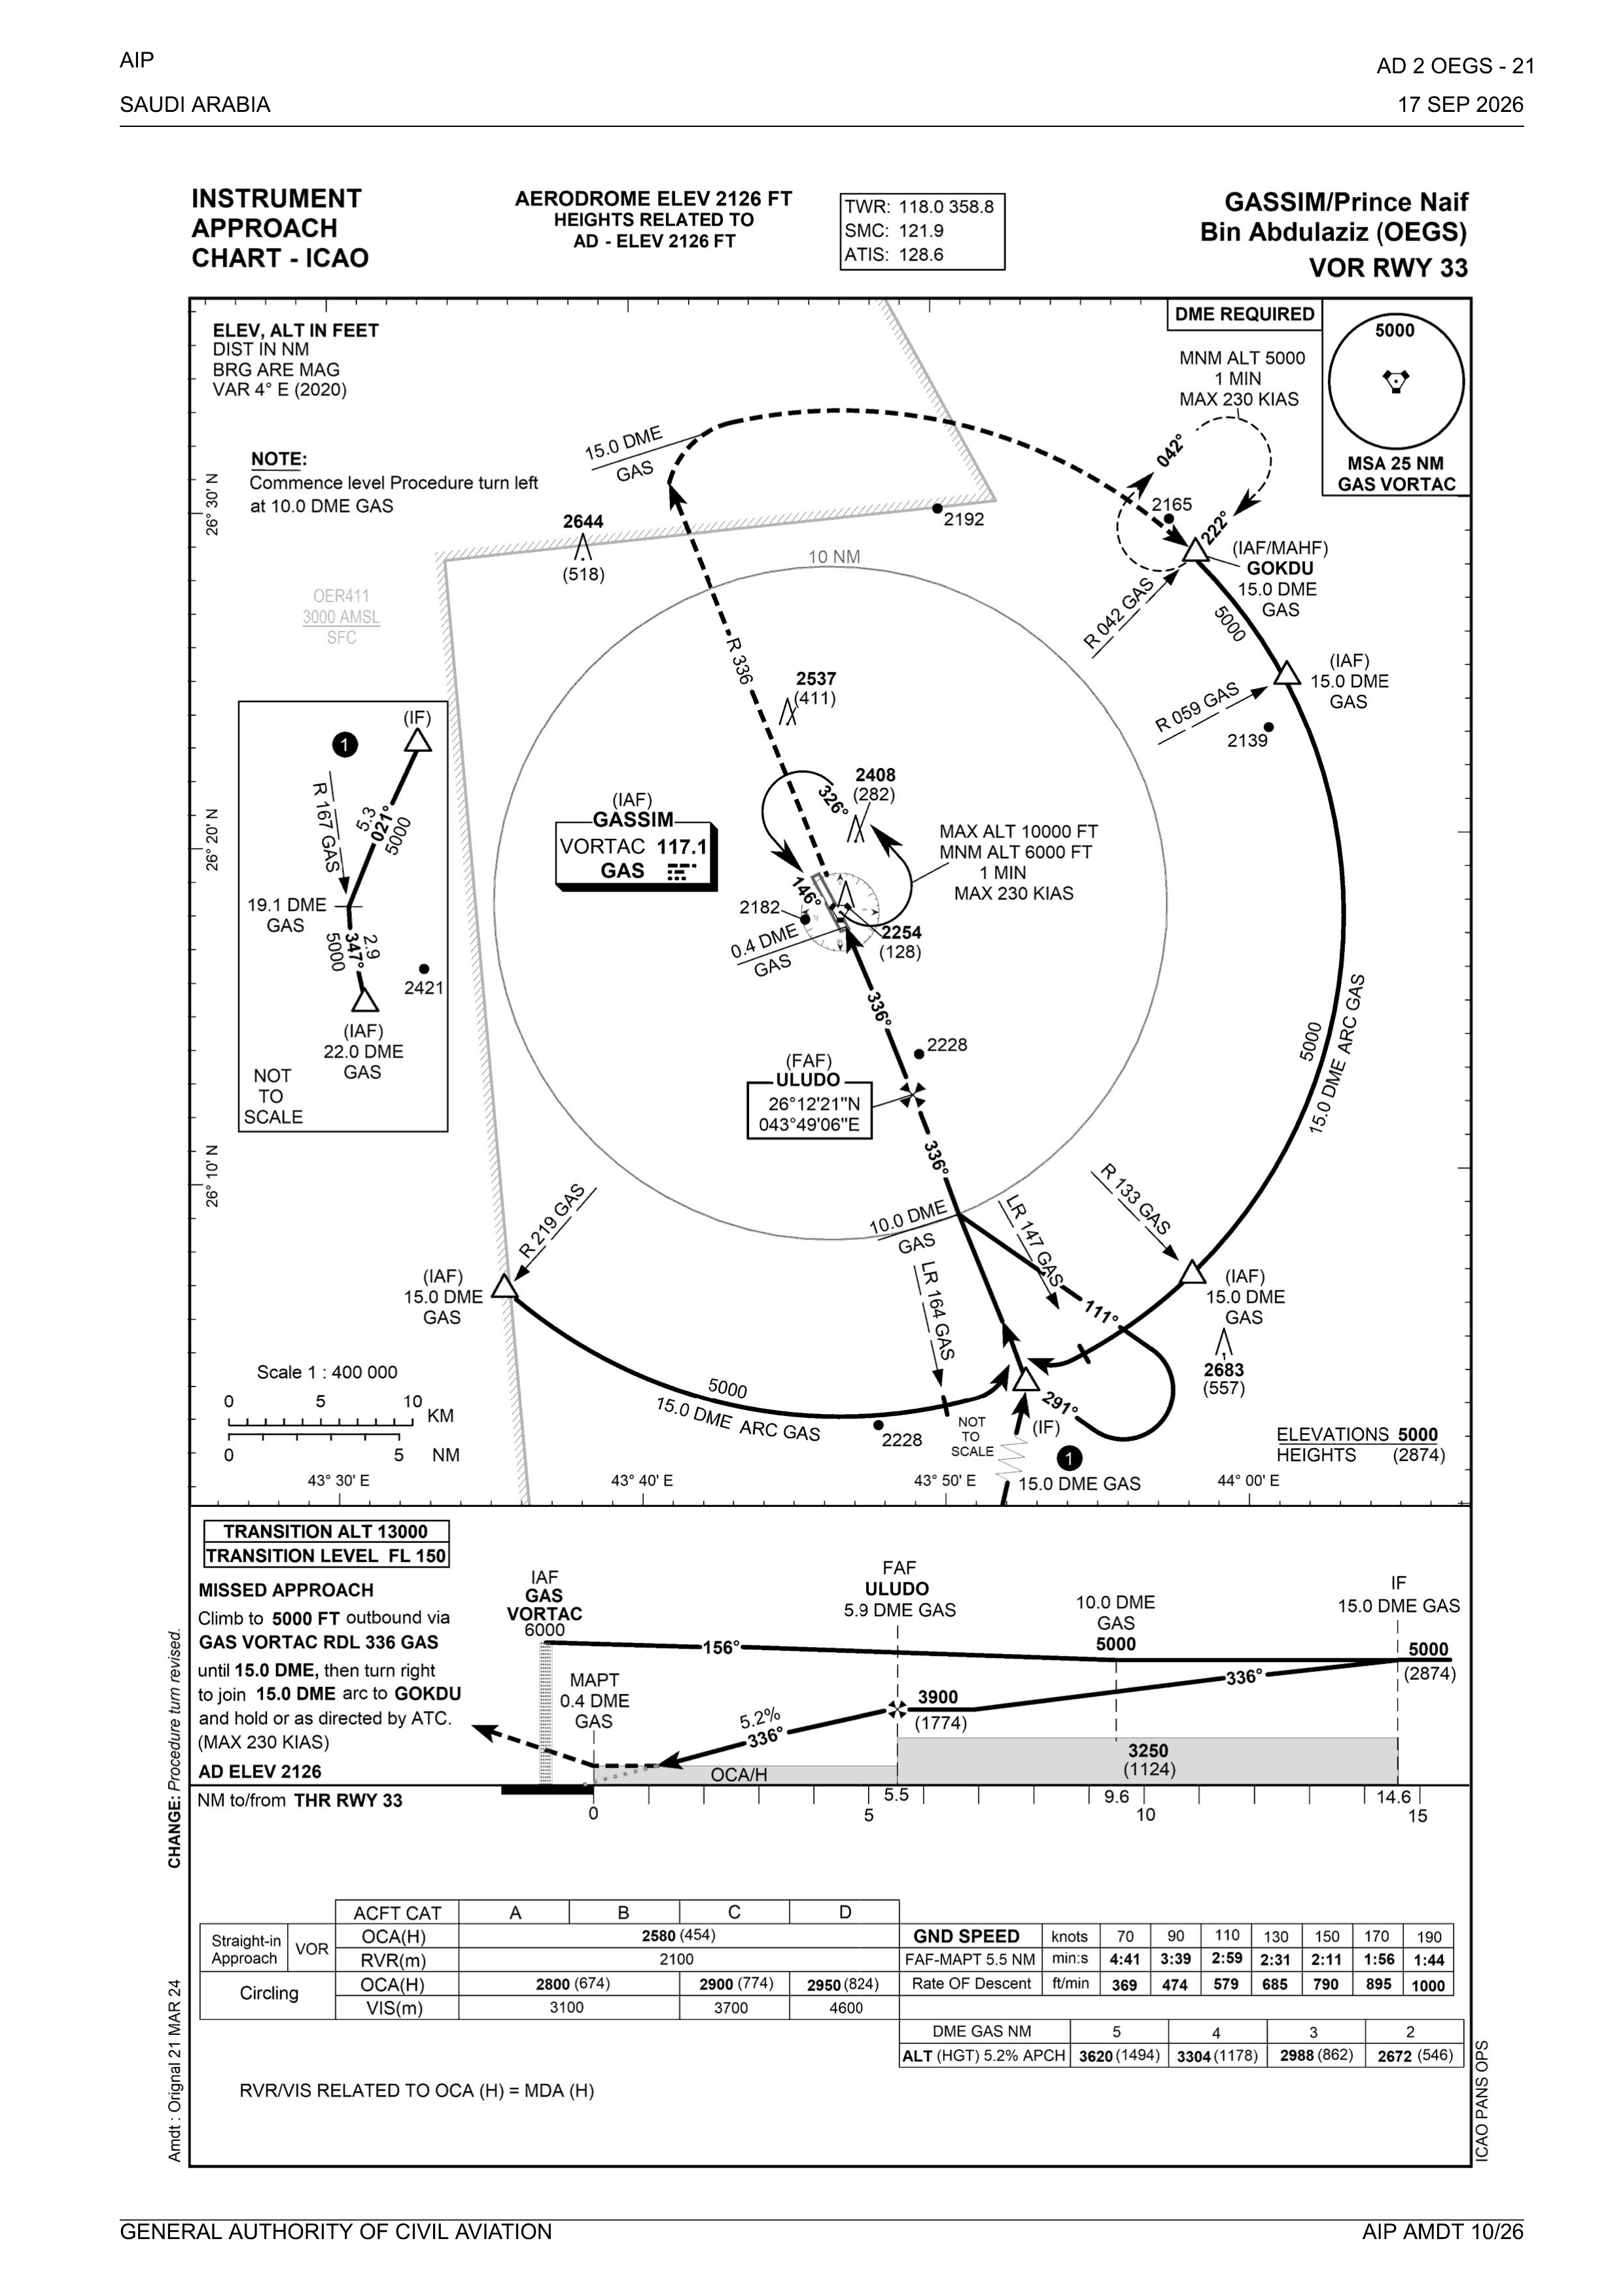 AIP
AD 2 OEGS - 21
SAUDI ARABIA
17 SEP 2026
INSTRUMENT
APPROACH
CHART - ICAO
AERODROME ELEV 2126 FT
HEIGHTS RELATED TO
AD - ELEV 2126 FT
TWR: 118.0 358.8
SMC: 121.9
ATIS: 128.6
GASSIM/Prince Naif
Bin Abdulaziz (OEGS)
VOR RWY 33
ELEV, ALT IN FEET
DIST IN NM
BRG ARE MAG
VAR 4° E (2020)
DME REQUIRED
5000
MSA 25 NM
GAS VORTAC
MNM ALT 5000
1 MIN
MAX 230 KIAS
042°
222°
2165
NOTE:
Commence level Procedure turn left
at 10.0 DME GAS
15.0 DME
GAS
2644
(518)
2192
10 NM
(IAF/MAHF)
GOKDU
15.0 DME
GAS
R 042 GAS
5000
(IAF)
15.0 DME
GAS
R 059 GAS
2139
OER411
3000 AMSL
SFC
26° 30' N
26° 20' N
26° 10' N
R 336
2537
(411)
2408
(282)
326°
146°
(IAF)
GASSIM
VORTAC 117.1
GAS
MAX ALT 10000 FT
MNM ALT 6000 FT
1 MIN
MAX 230 KIAS
2182
0.4 DME
GAS
2254
(128)
1
(IF)
R 167 GAS
5.3
021°
5000
19.1 DME
GAS
2.9
347°
5000
2421
(IAF)
22.0 DME
GAS
NOT
TO
SCALE
336°
2228
(FAF)
ULUDO
26°12'21"N
043°49'06"E
336°
5000
15.0 DME ARC GAS
10.0 DME
GAS
LR 147 GAS
LR 164 GAS
R 133 GAS
R 219 GAS
(IAF)
15.0 DME
GAS
(IAF)
15.0 DME
GAS
111°
291°
2683
(557)
5000
15.0 DME ARC GAS
2228
NOT
TO
SCALE
(IF)
1
15.0 DME GAS
Scale 1 : 400 000
0 5 10 KM
0 5 NM
ELEVATIONS 5000
HEIGHTS (2874)
43° 30' E
43° 40' E
43° 50' E
44° 00' E
TRANSITION ALT 13000
TRANSITION LEVEL FL 150
MISSED APPROACH
Climb to 5000 FT outbound via
GAS VORTAC RDL 336 GAS
until 15.0 DME, then turn right
to join 15.0 DME arc to GOKDU
and hold or as directed by ATC.
(MAX 230 KIAS)
AD ELEV 2126
NM to/from THR RWY 33
IAF
GAS
VORTAC
6000
MAPT
0.4 DME
GAS
156°
5.2%
336°
FAF
ULUDO
5.9 DME GAS
3900
(1774)
10.0 DME
GAS
5000
IF
15.0 DME GAS
5000
(2874)
336°
3250
(1124)
OCA/H
5.5 9.6 14.6
0 5 10 15
CHANGE: Procedure turn revised.
Amdt : Orignal 21 MAR 24
ICAO PANS OPS
ACFT CAT A B C D
Straight-in
Approach
VOR
OCA(H) 2580 (454)
RVR(m) 2100
Circling
OCA(H) 2800 (674) 2900 (774) 2950 (824)
VIS(m) 3100 3700 4600
GND SPEED knots 70 90 110 130 150 170 190
FAF-MAPT 5.5 NM min:s 4:41 3:39 2:59 2:31 2:11 1:56 1:44
Rate OF Descent ft/min 369 474 579 685 790 895 1000
DME GAS NM 5 4 3 2
ALT (HGT) 5.2% APCH 3620 (1494) 3304 (1178) 2988 (862) 2672 (546)
RVR/VIS RELATED TO OCA (H) = MDA (H)
GENERAL AUTHORITY OF CIVIL AVIATION
AIP AMDT 10/26